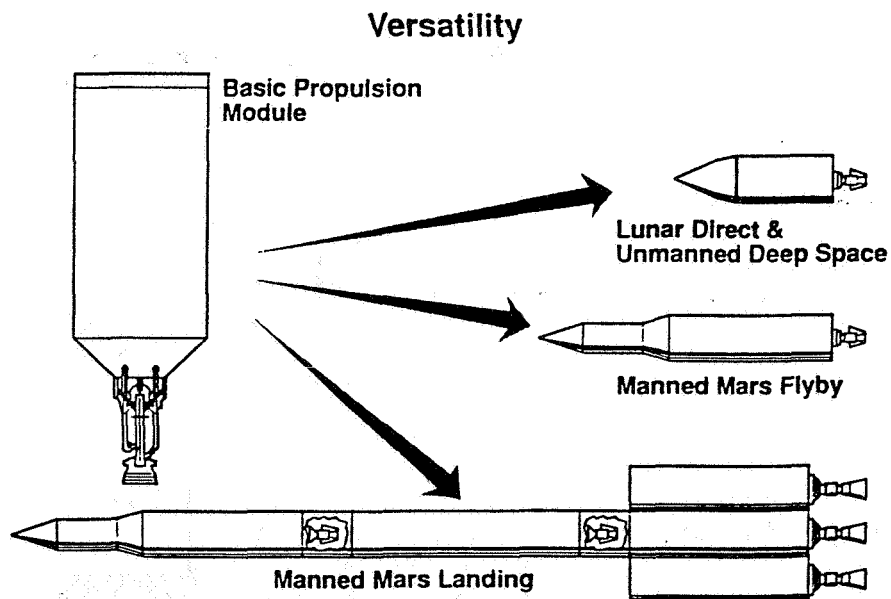 Versatility
Basic Propulsion
Module
Lunar Direct &
Unmanned Deep Space
Manned Mars Flyby
Manned Mars Landing